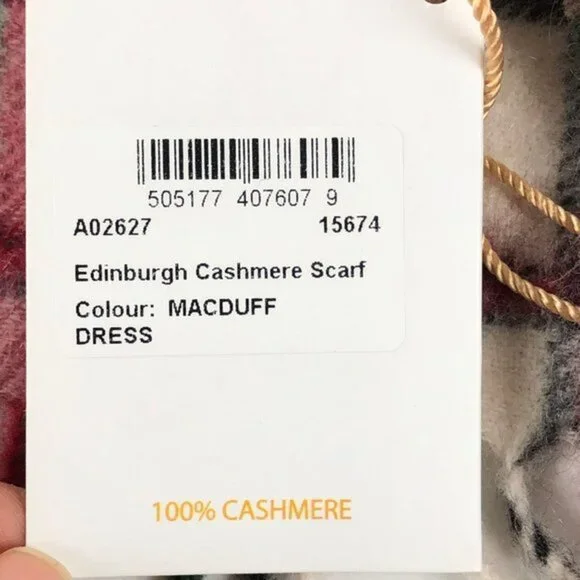 505177 407607 9
A02627 15674
Edinburgh Cashmere Scarf
Colour: MACDUFF
DRESS
100% CASHMERE